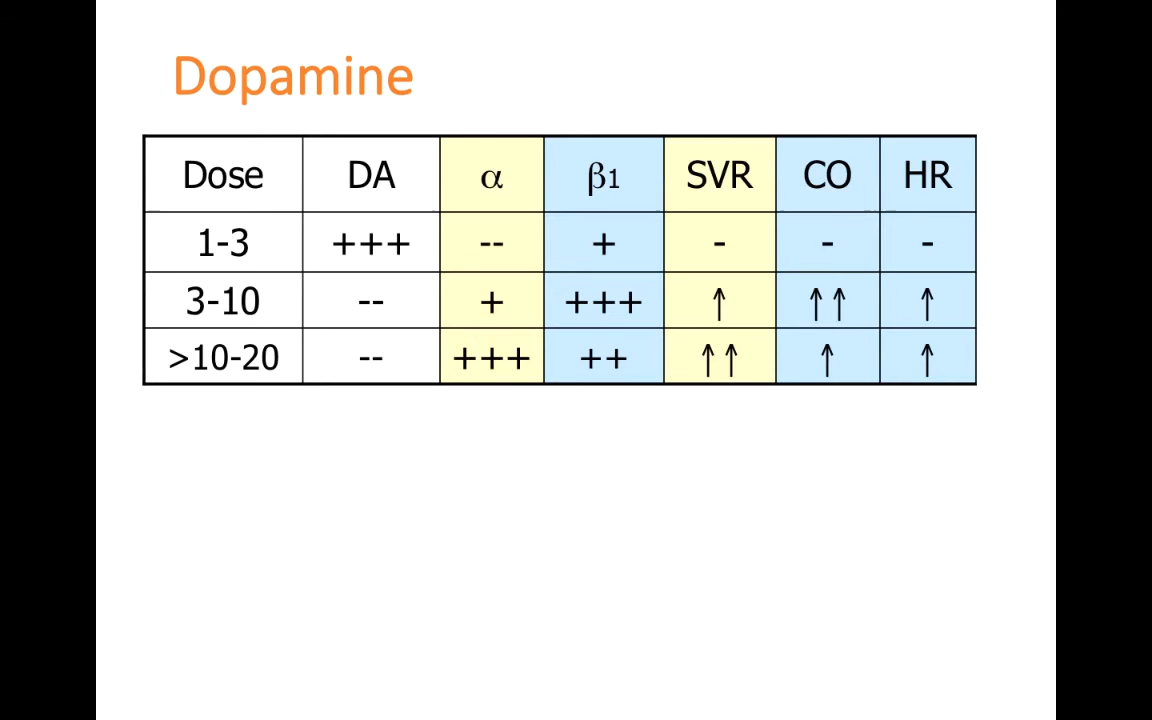 Dopamine
Dose DA α β1 SVR CO HR
1-3 +++ -- + - - -
3-10 -- + +++ ↑ ↑↑ ↑
>10-20 -- +++ ++ ↑↑ ↑ ↑